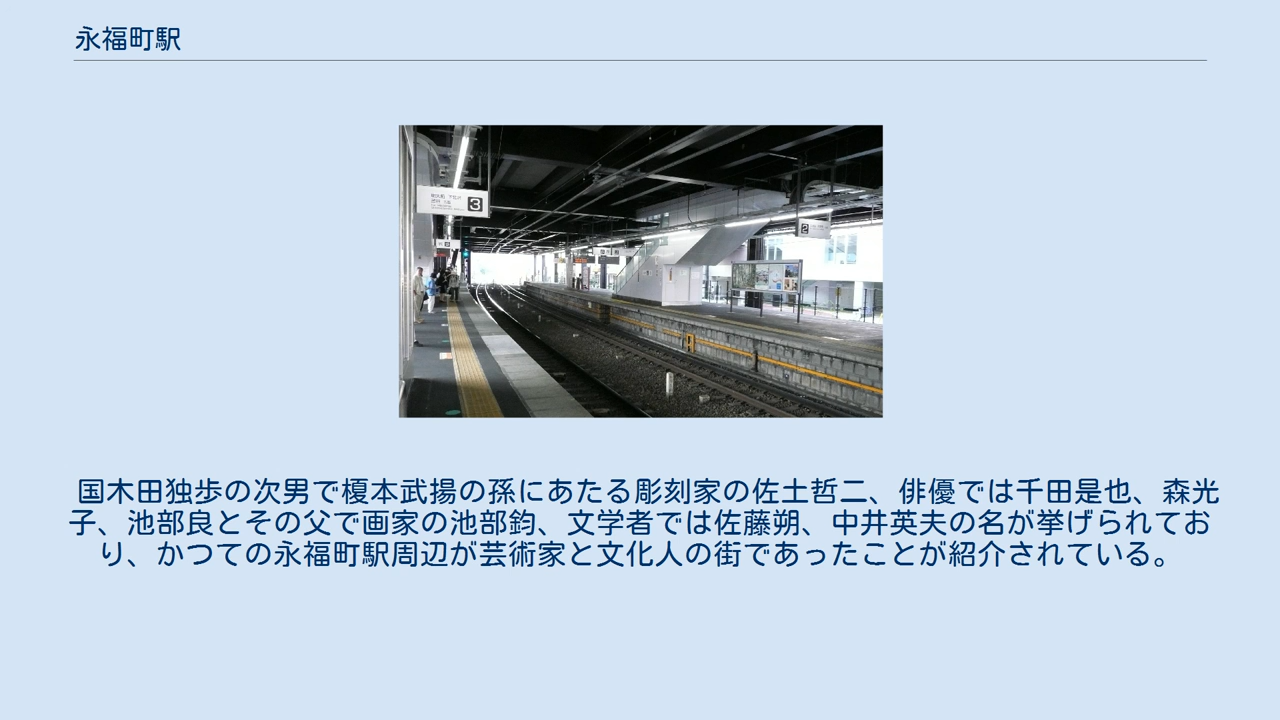 永福町駅
3
2
国木田独歩の次男で榎本武揚の孫にあたる彫刻家の佐土哲二、俳優では千田是也、森光
子、池部良とその父で画家の池部鈞、文学者では佐藤朔、中井英夫の名が挙げられてお
り、かつての永福町駅周辺が芸術家と文化人の街であったことが紹介されている。